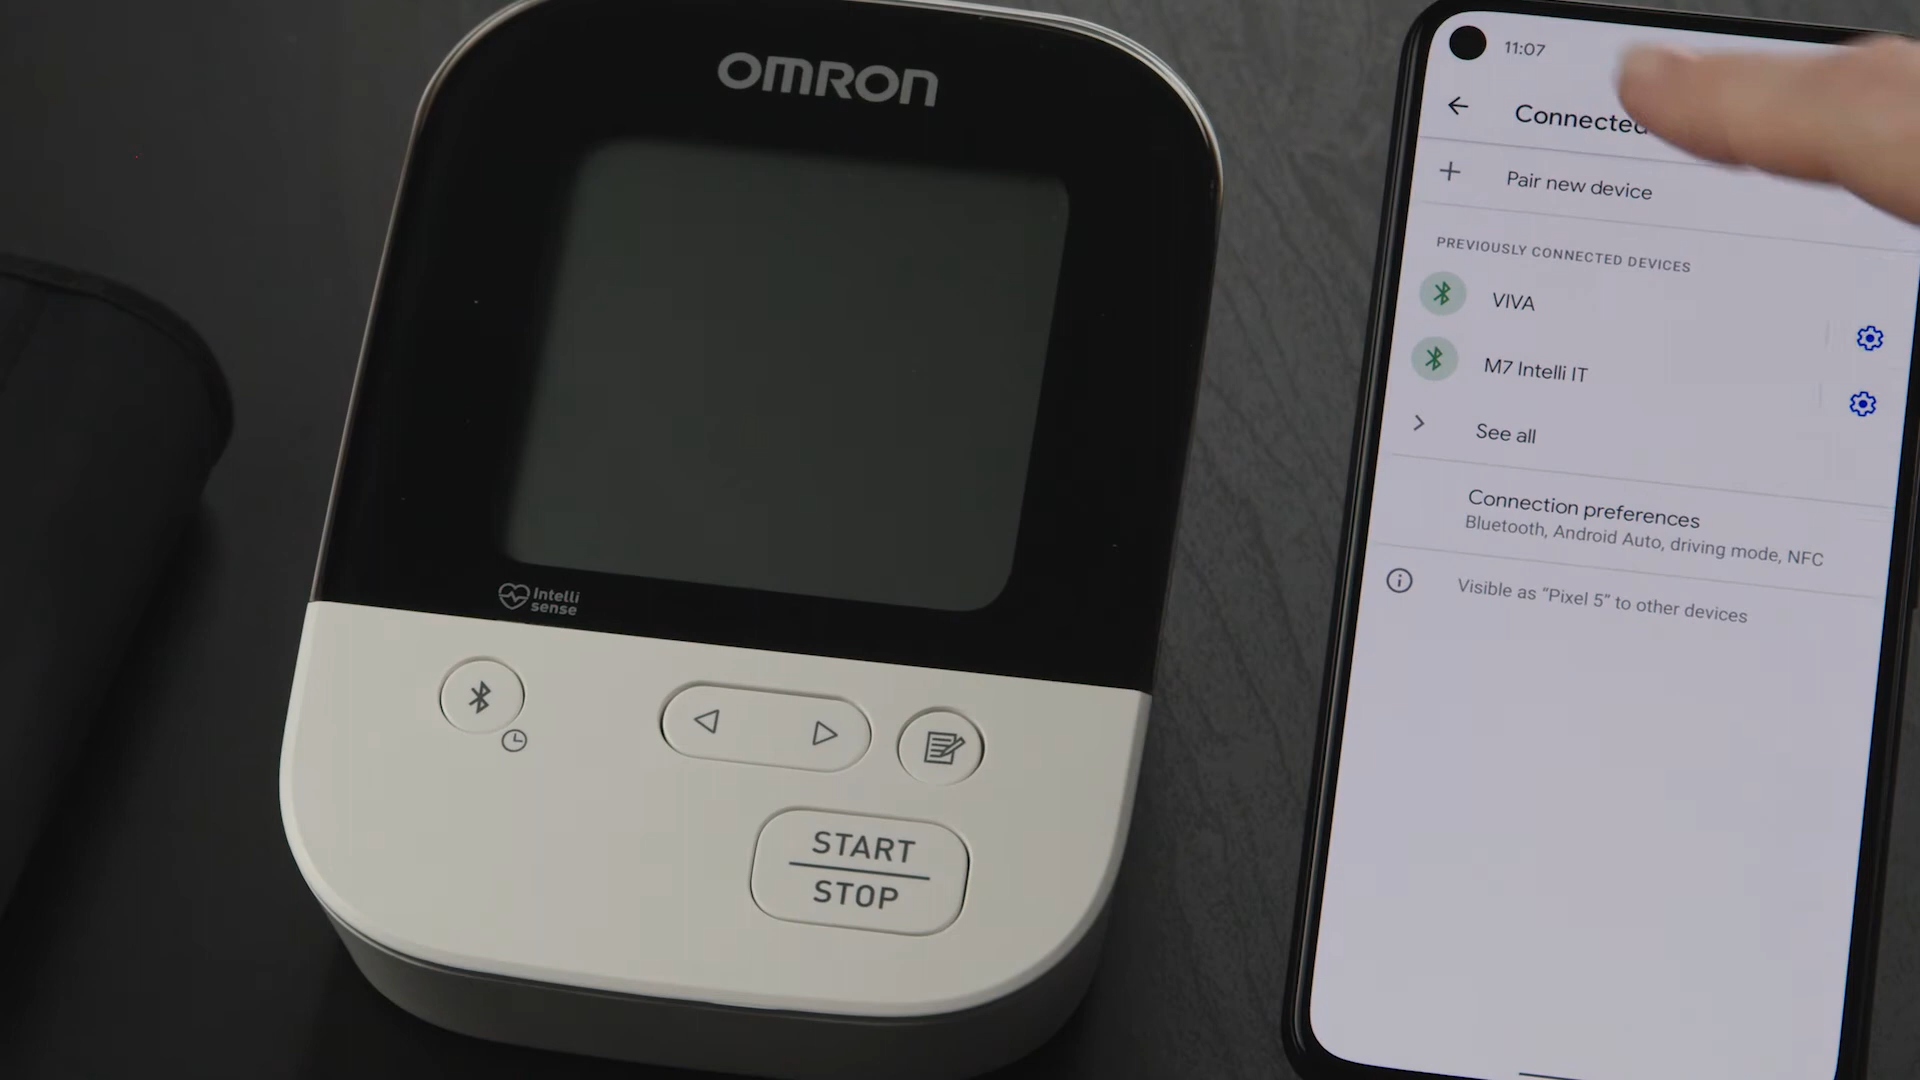 OMRON
Intelli
sense
START
STOP
11:07
Connected
Pair new device
PREVIOUSLY CONNECTED DEVICES
VIVA
M7 Intelli IT
See all
Connection preferences
Bluetooth, Android Auto, driving mode, NFC
Visible as “Pixel 5” to other devices